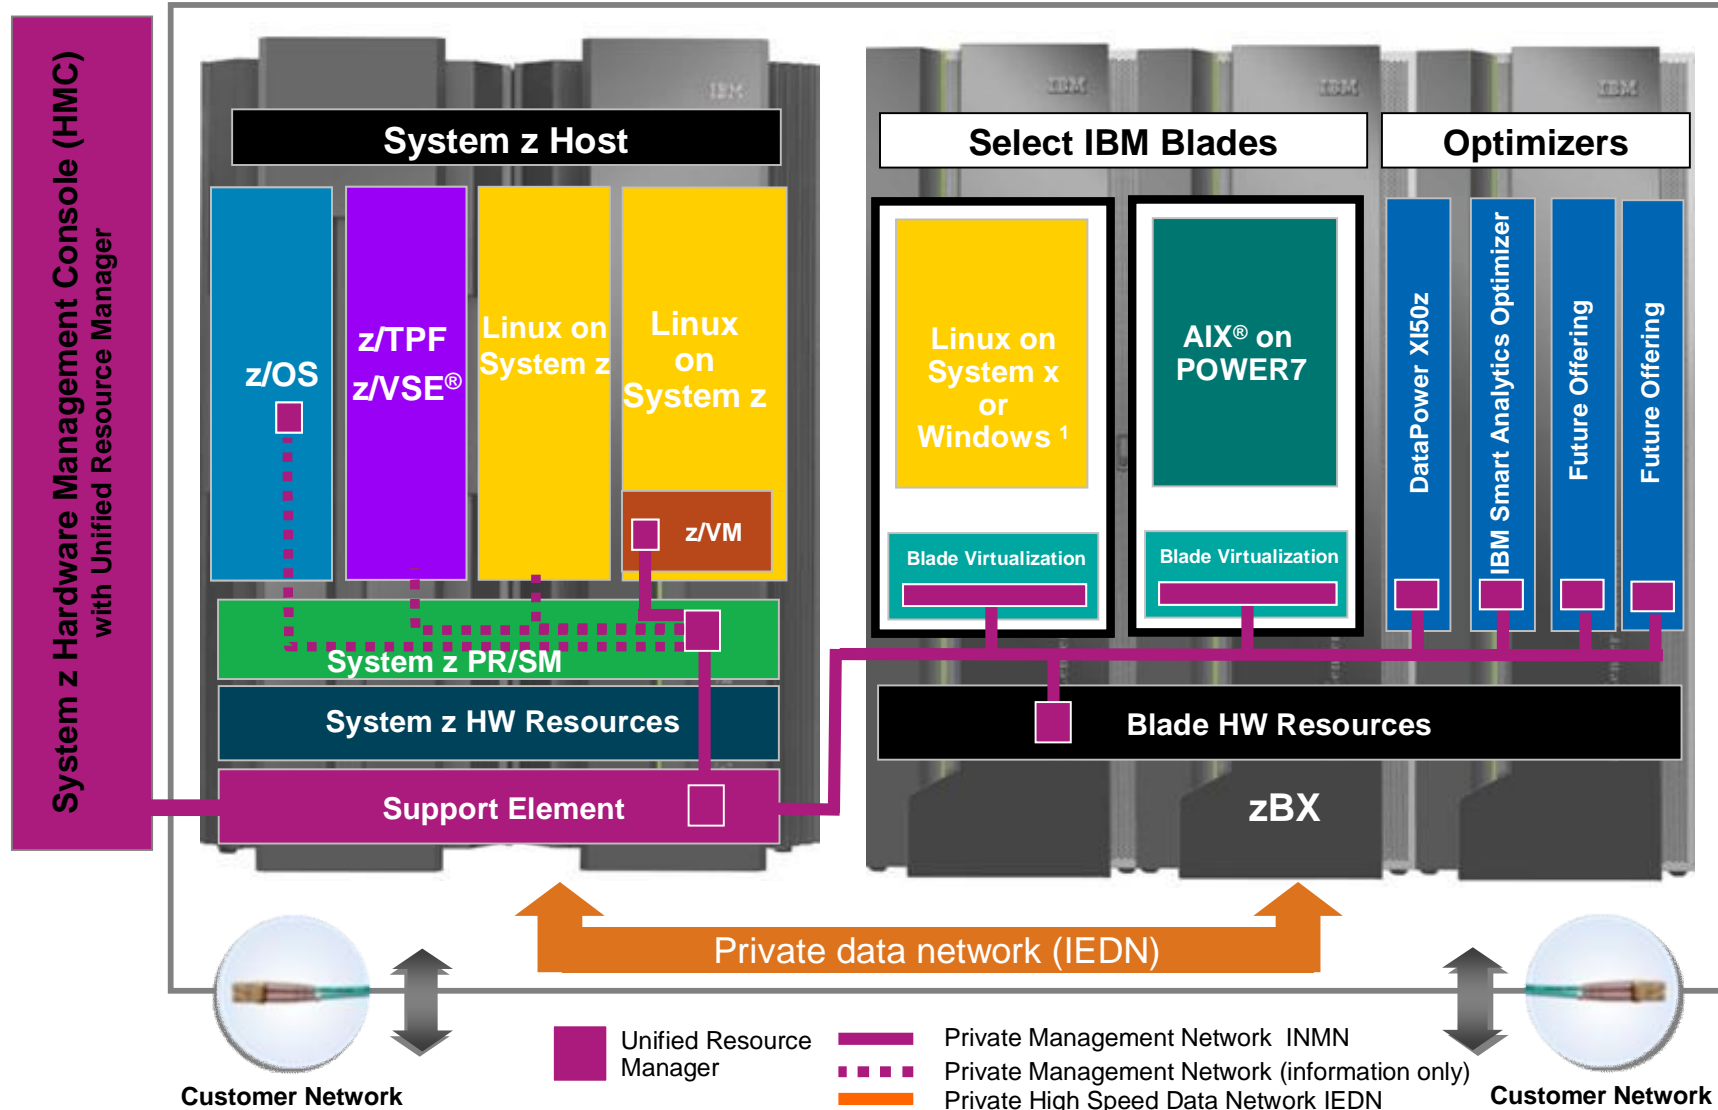 System z Hardware Management Console (HMC)
with Unified Resource Manager
IBM
IBM
IBM
IBM
System z Host
Select IBM Blades
Optimizers
z/OS
z/TPF
z/VSE®
Linux on
System z
Linux
on
System z
z/VM
Linux on
System x
or
Windows 1
AIX® on
POWER7
Blade Virtualization
Blade Virtualization
DataPower XI50z
IBM Smart Analytics Optimizer
Future Offering
Future Offering
System z PR/SM
System z HW Resources
Support Element
Blade HW Resources
zBX
Private data network (IEDN)
Customer Network
Unified Resource
Manager
Private Management Network INMN
Private Management Network (information only)
Private High Speed Data Network IEDN
Customer Network